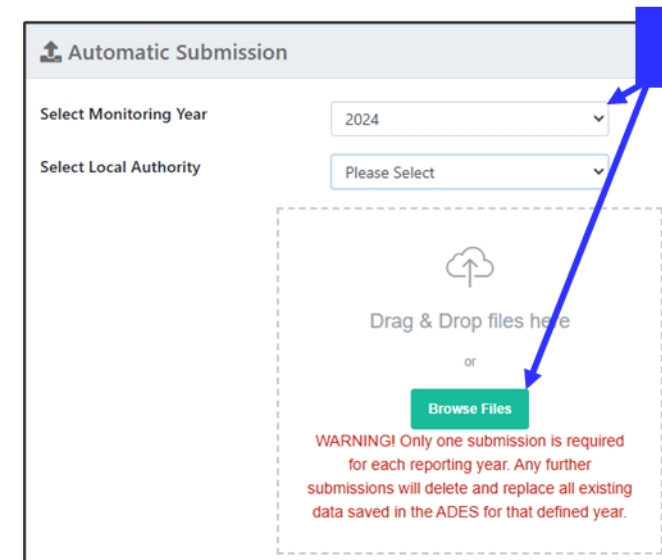 Automatic Submission
Select Monitoring Year
2024
Select Local Authority
Please Select
Drag & Drop files here
or
Browse Files
WARNING! Only one submission is required
for each reporting year. Any further
submissions will delete and replace all existing
data saved in the ADES for that defined year.